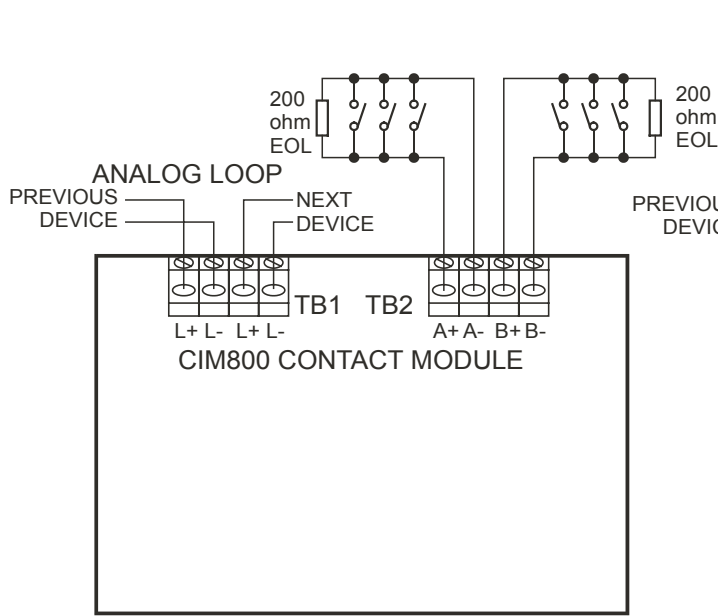 200
ohm
EOL
200
ohm
EOL
ANALOG LOOP
PREVIOUS
DEVICE
NEXT
DEVICE
TB1
TB2
L+ L- L+ L-
A+ A- B+ B-
CIM800 CONTACT MODULE